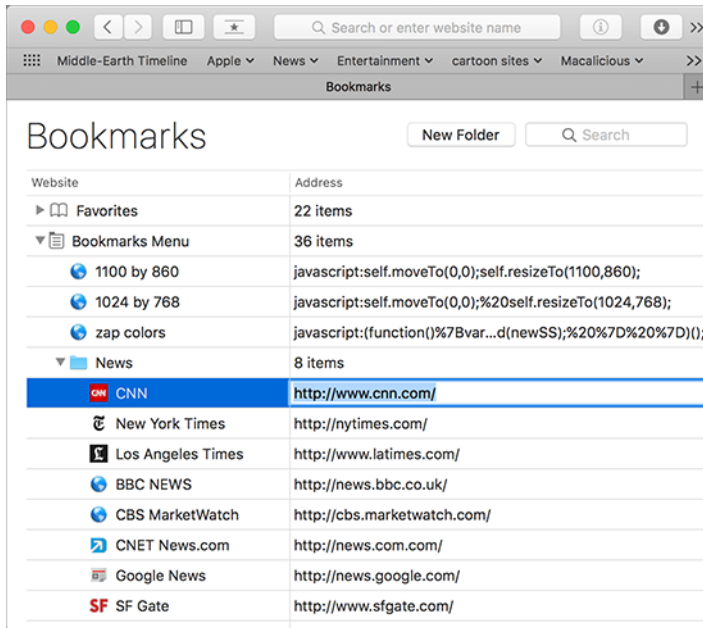 Search or enter website name
Middle-Earth Timeline Apple News Entertainment cartoon sites Macalicious
Bookmarks
Bookmarks New Folder Search
Website Address
Favorites 22 items
Bookmarks Menu 36 items
1100 by 860 javascript:self.moveTo(0,0);self.resizeTo(1100,860);
1024 by 768 javascript:self.moveTo(0,0);%20self.resizeTo(1024,768);
zap colors javascript:(function()%7Bvar...d(newSS);%20%7D%20%7D)();
News 8 items
CNN CNN http://www.cnn.com/
New York Times http://nytimes.com/
Los Angeles Times http://www.latimes.com/
BBC NEWS http://news.bbc.co.uk/
CBS MarketWatch http://cbs.marketwatch.com/
CNET News.com http://news.com.com/
Google News http://news.google.com/
SF SF Gate http://www.sfgate.com/